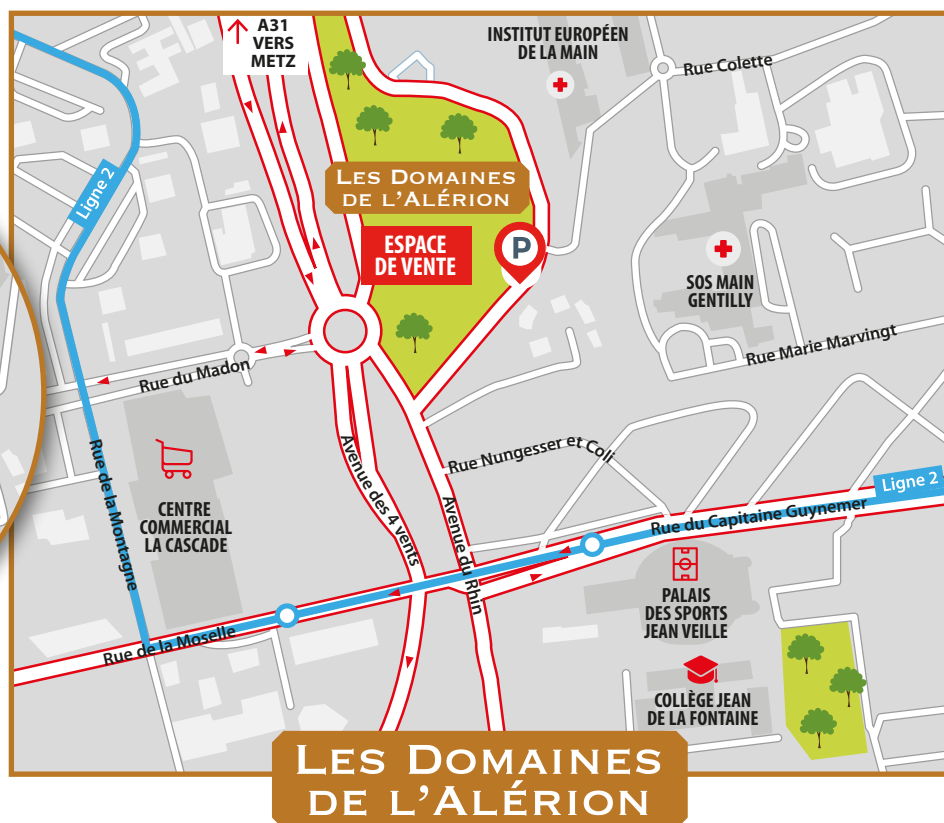 A31
VERS
METZ
INSTITUT EUROPÉEN
DE LA MAIN
Rue Colette
Ligne 2
LES DOMAINES
DE L'ALÉRION
ESPACE
DE VENTE
P
SOS MAIN
GENTILLY
Rue Marie Marvingt
Rue du Madon
Rue de la Montagne
CENTRE
COMMERCIAL
LA CASCADE
Avenue des 4 vents
Rue Nungesser et Coli
Avenue du Rhin
Ligne 2
Rue du Capitaine Guynemer
PALAIS
DES SPORTS
JEAN VEILLE
Rue de la Moselle
COLLÈGE JEAN
DE LA FONTAINE
LES DOMAINES
DE L'ALÉRION